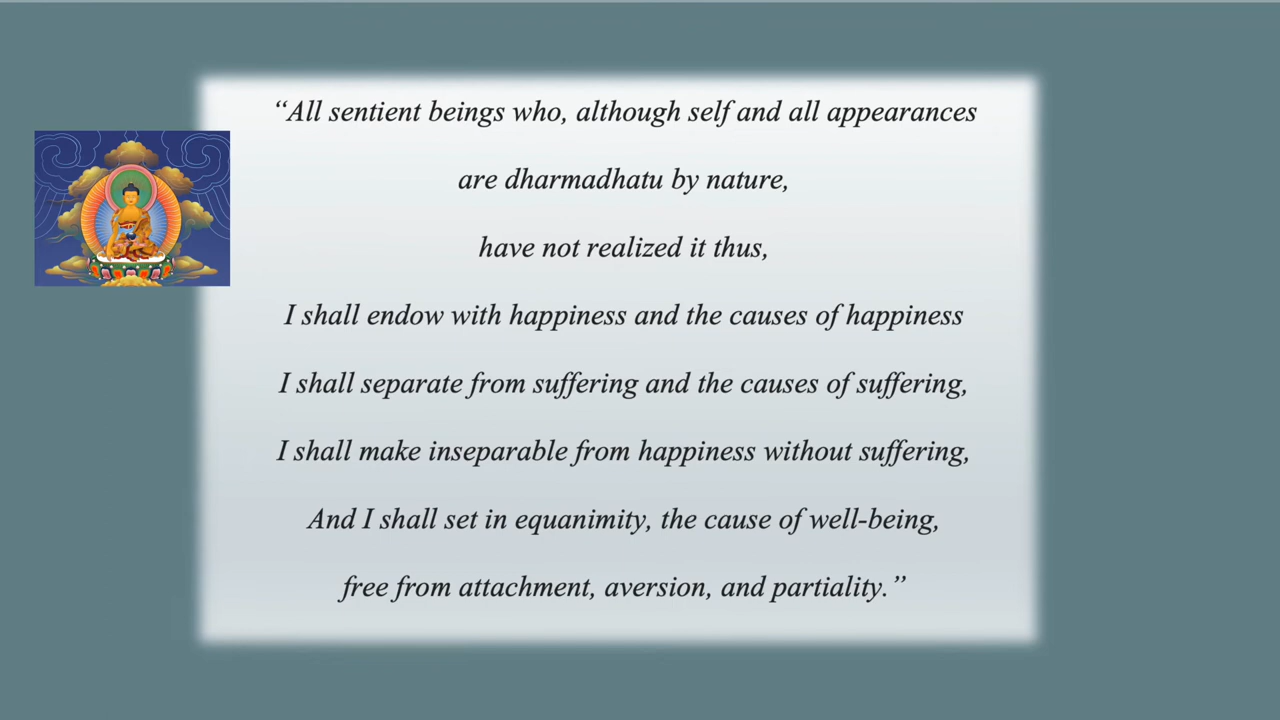 “All sentient beings who, although self and all appearances
are dharmadhatu by nature,
have not realized it thus,
I shall endow with happiness and the causes of happiness
I shall separate from suffering and the causes of suffering,
I shall make inseparable from happiness without suffering,
And I shall set in equanimity, the cause of well-being,
free from attachment, aversion, and partiality.”